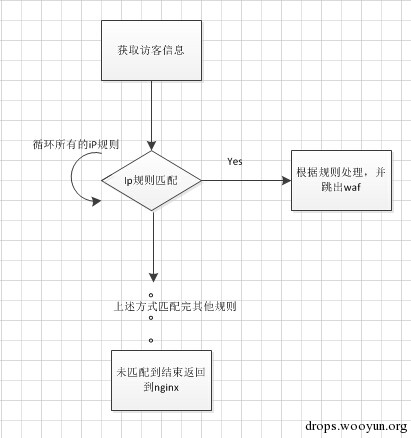 获取访客信息
循环所有的iP规则
Ip规则匹配
Yes
根据规则处理，并
跳出waf
上述方式匹配完其他规则
未匹配到结束返回
到nginx
drops.wooyun.org